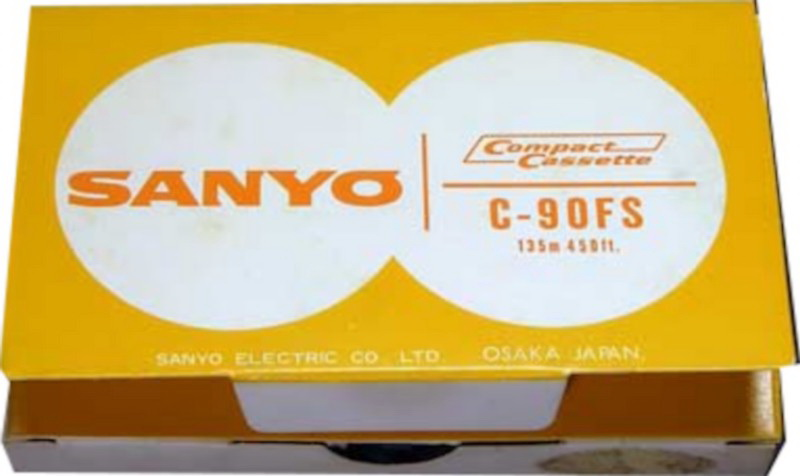 SANYO
Compact
Cassette
C-90FS
135m 450ft.
SANYO ELECTRIC CO. LTD. OSAKA JAPAN.